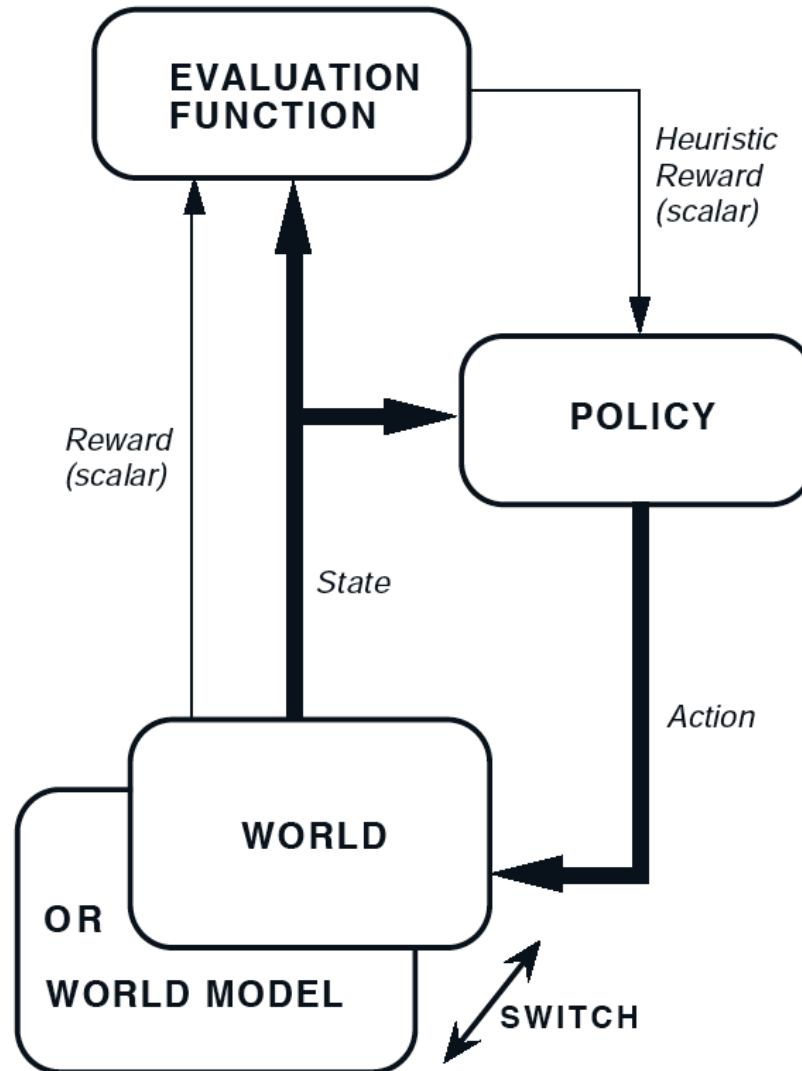 EVALUATION
FUNCTION
Heuristic
Reward
(scalar)
POLICY
Reward
(scalar)
State
Action
WORLD
OR
WORLD MODEL
SWITCH